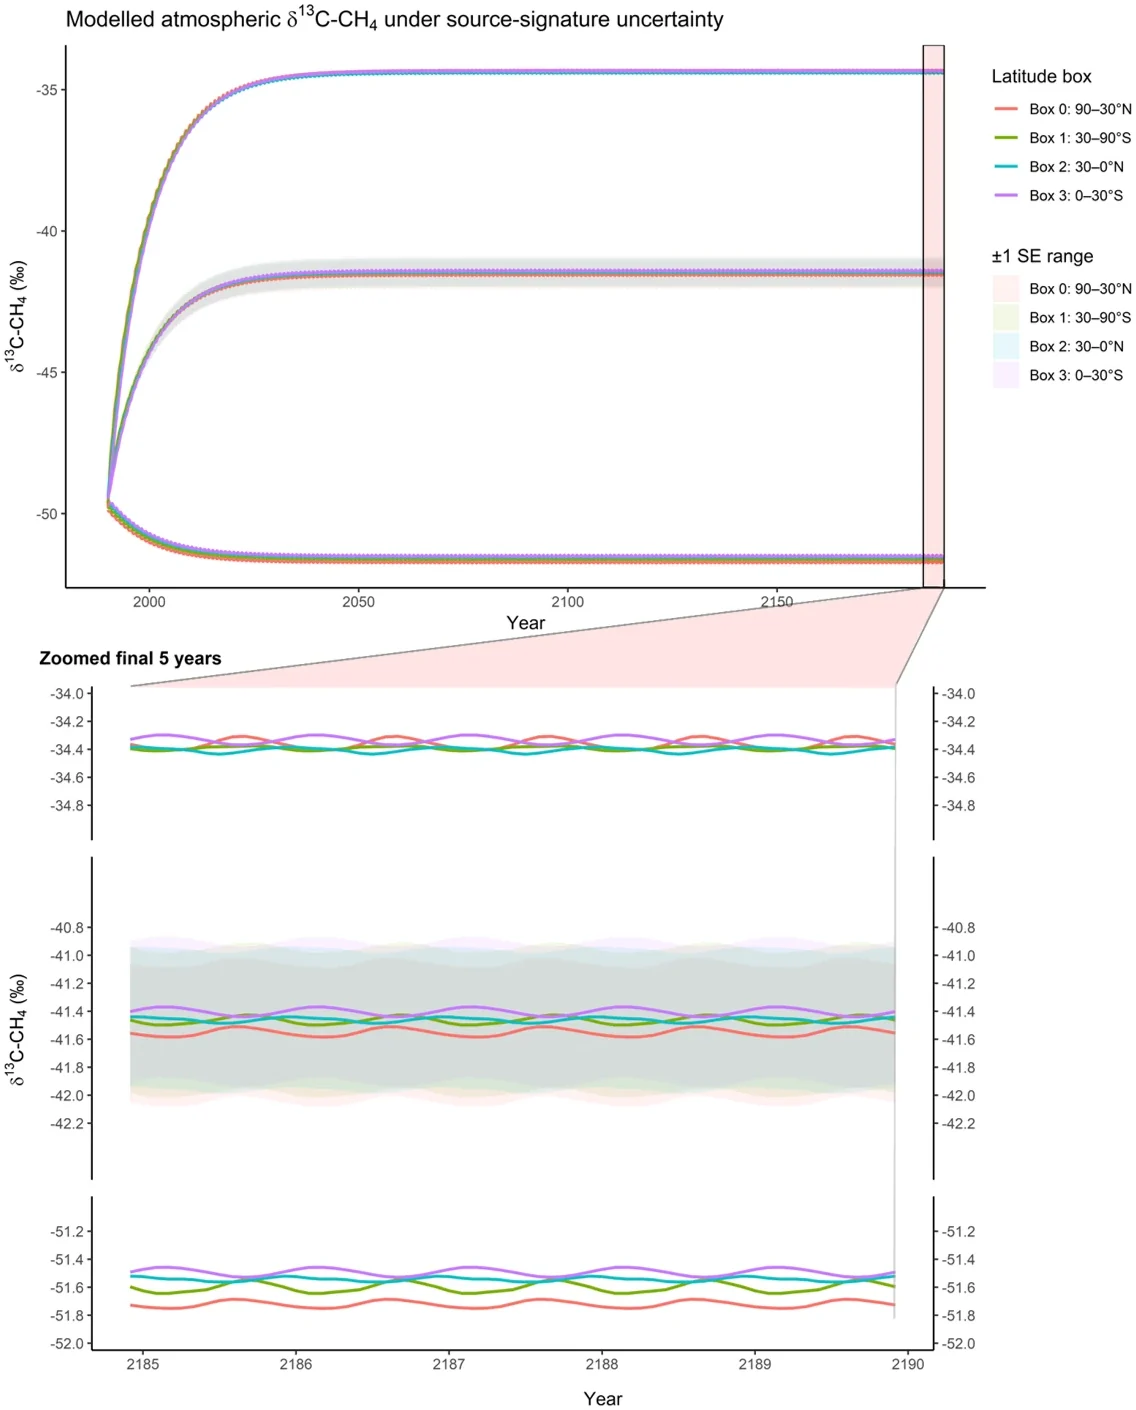 Modelled atmospheric δ¹³C-CH₄ under source-signature uncertainty
δ¹³C-CH₄ (‰)
-35
-40
-45
-50
2000 2050 2100 2150
Year
Latitude box
Box 0: 90–30°N
Box 1: 30–90°S
Box 2: 30–0°N
Box 3: 0–30°S
±1 SE range
Box 0: 90–30°N
Box 1: 30–90°S
Box 2: 30–0°N
Box 3: 0–30°S
Zoomed final 5 years
-34.0 -34.0
-34.2 -34.2
-34.4 -34.4
-34.6 -34.6
-34.8 -34.8
δ¹³C-CH₄ (‰)
-40.8 -40.8
-41.0 -41.0
-41.2 -41.2
-41.4 -41.4
-41.6 -41.6
-41.8 -41.8
-42.0 -42.0
-42.2 -42.2
-51.2 -51.2
-51.4 -51.4
-51.6 -51.6
-51.8 -51.8
-52.0 -52.0
2185 2186 2187 2188 2189 2190
Year